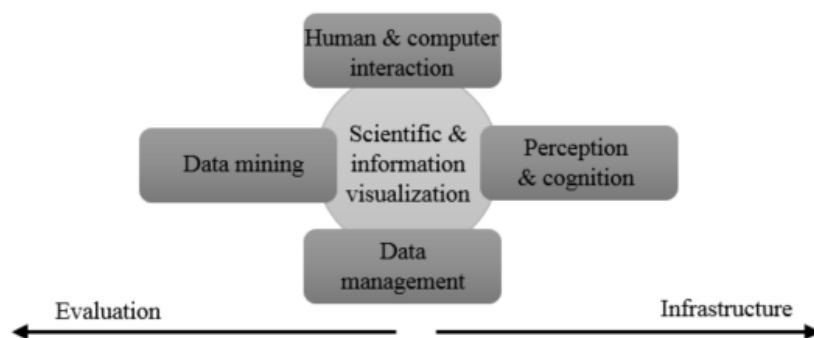 Human & computer
interaction
Data mining
Scientific &
information
visualization
Perception
& cognition
Data
management
Evaluation
Infrastructure